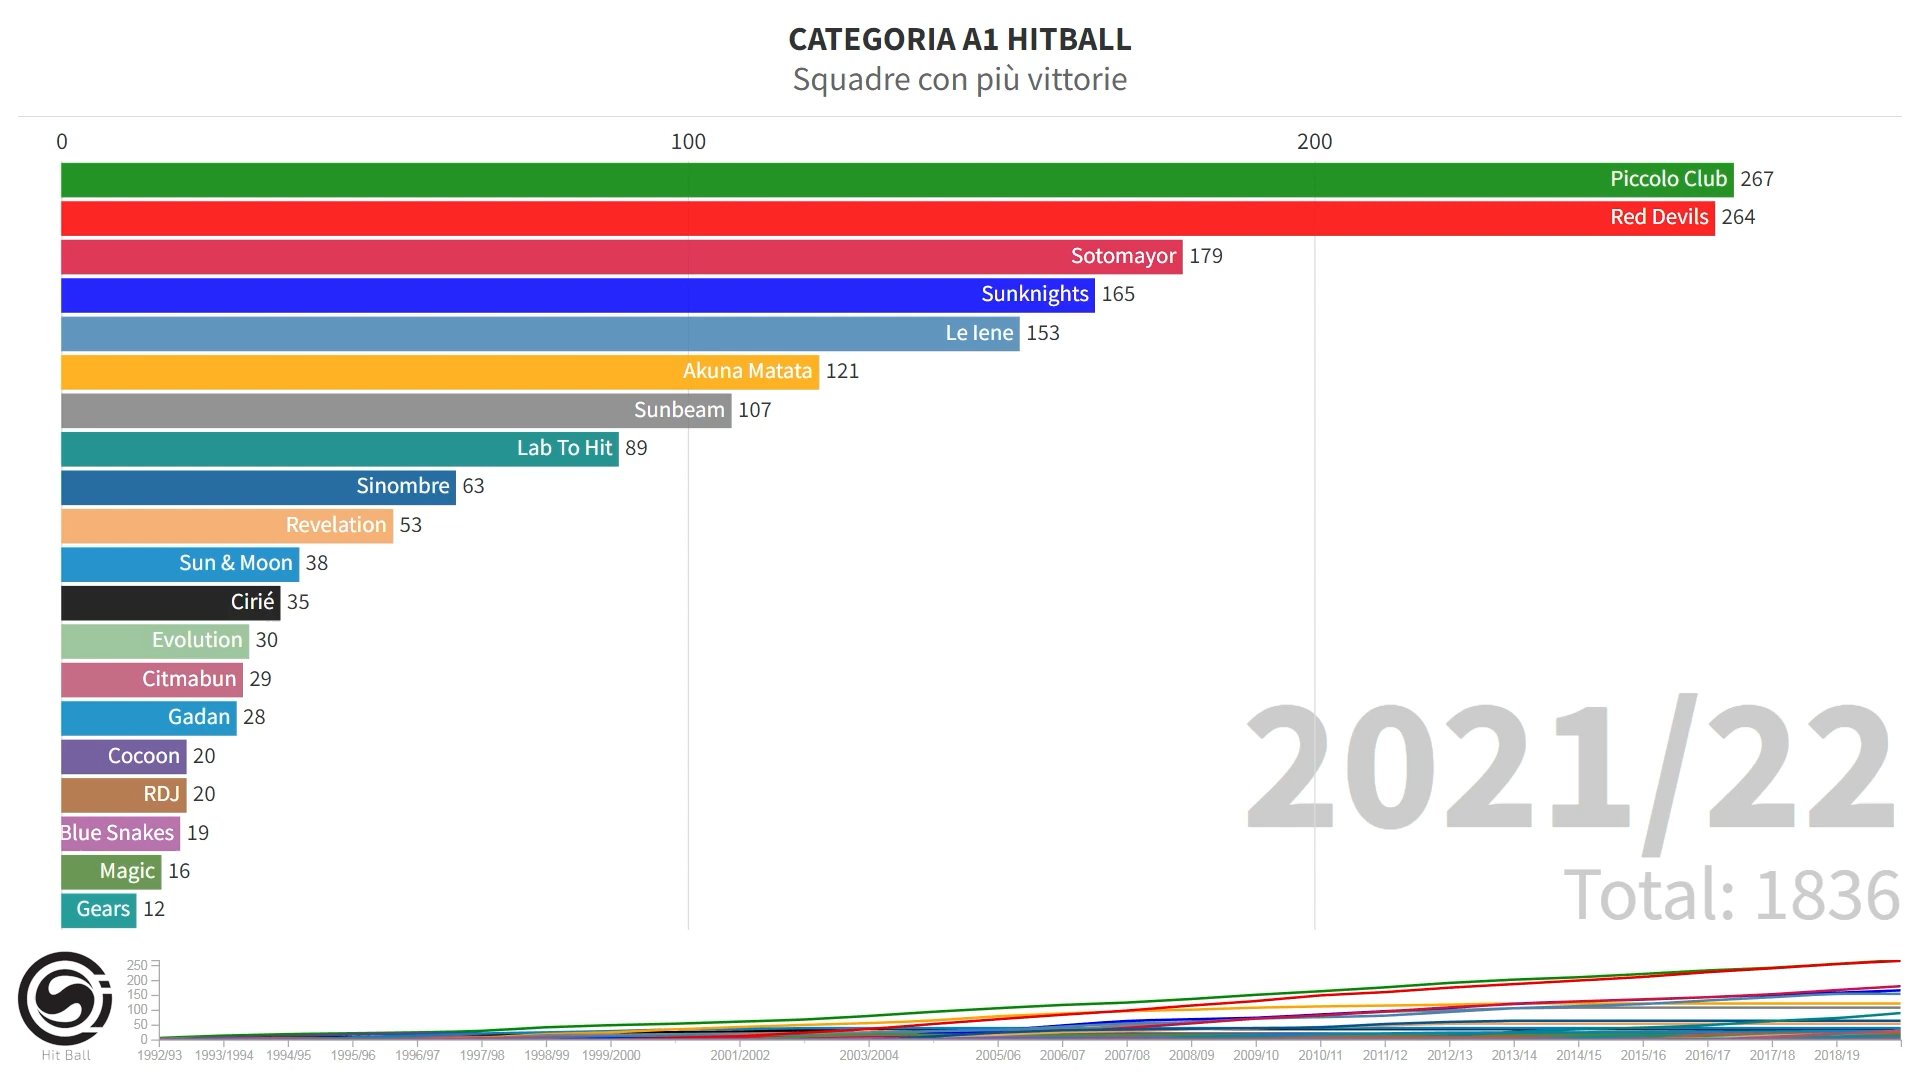 CATEGORIA A1 HITBALL
Squadre con più vittorie
0 100 200
Piccolo Club 267
Red Devils 264
Sotomayor 179
Sunknights 165
Le Iene 153
Akuna Matata 121
Sunbeam 107
Lab To Hit 89
Sinombre 63
Revelation 53
Sun & Moon 38
Cirié 35
Evolution 30
Citmabun 29
Gadan 28
Cocoon 20
RDJ 20
Blue Snakes 19
Magic 16
Gears 12
2021/22
Total: 1836
250
200
150
100
50
0
Hit Ball
1992/93 1993/1994 1994/95 1995/96 1996/97 1997/98 1998/99 1999/2000 2001/2002 2003/2004 2005/06 2006/07 2007/08 2008/09 2009/10 2010/11 2011/12 2012/13 2013/14 2014/15 2015/16 2016/17 2017/18 2018/19